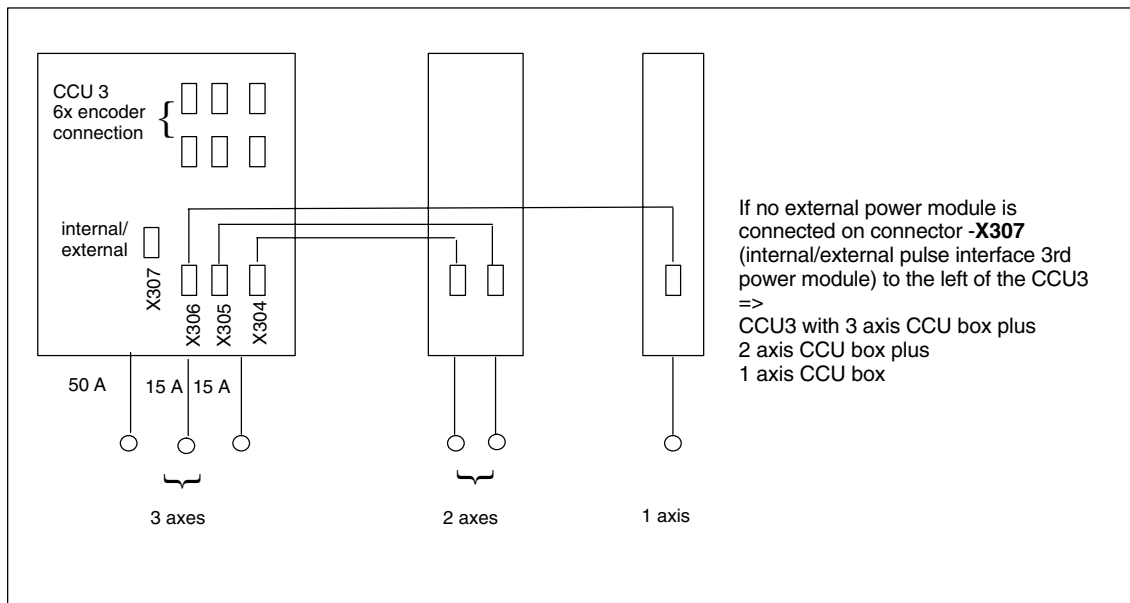 CCU 3
6x encoder
connection
internal/
external
X307
X306
X305
X304
50 A
15 A
15 A
3 axes
2 axes
1 axis
If no external power module is
connected on connector -X307
(internal/external pulse interface 3rd
power module) to the left of the CCU3
=>
CCU3 with 3 axis CCU box plus
2 axis CCU box plus
1 axis CCU box